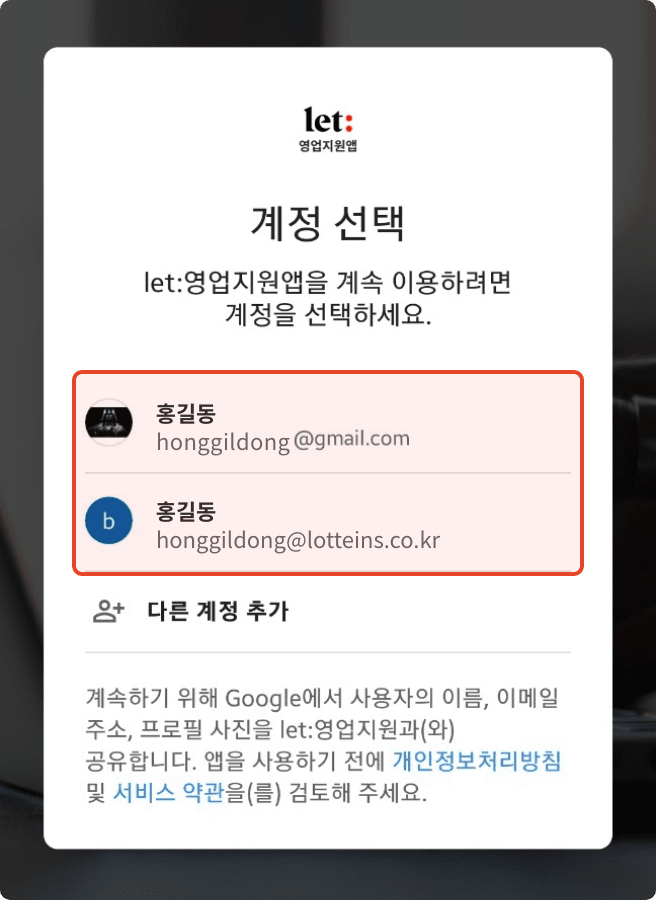 let:
영업지원앱
계정 선택
let:영업지원앱을 계속 이용하려면
계정을 선택하세요.
홍길동
honggildong@gmail.com
b
홍길동
honggildong@lotteins.co.kr
다른 계정 추가
계속하기 위해 Google에서 사용자의 이름, 이메일
주소, 프로필 사진을 let:영업지원과(와)
공유합니다. 앱을 사용하기 전에 개인정보처리방침
및 서비스 약관을(를) 검토해 주세요.